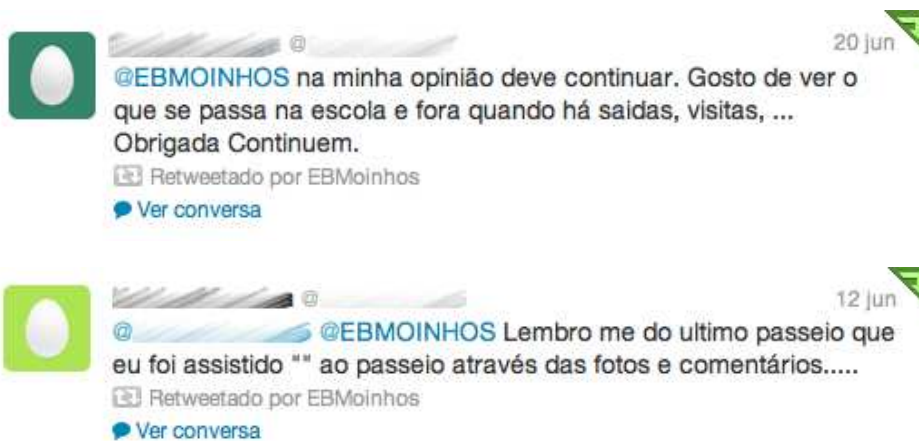 @
20 jun
@EBMOINHOS na minha opinião deve continuar. Gosto de ver o
que se passa na escola e fora quando há saidas, visitas, ...
Obrigada Continuem.
Retweetado por EBMoinhos
Ver conversa
@
12 jun
@ @EBMOINHOS Lembro me do ultimo passeio que
eu foi assistido "" ao passeio através das fotos e comentários.....
Retweetado por EBMoinhos
Ver conversa